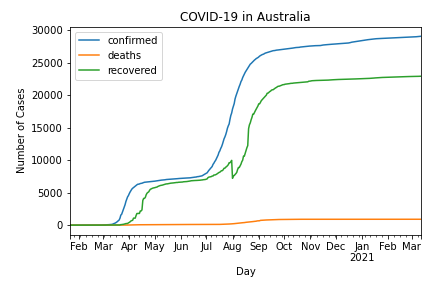 COVID-19 in Australia
30000
25000
20000
15000
10000
5000
0
Number of Cases
confirmed
deaths
recovered
Feb Mar Apr May Jun Jul Aug Sep Oct Nov Dec Jan Feb Mar
2021
Day